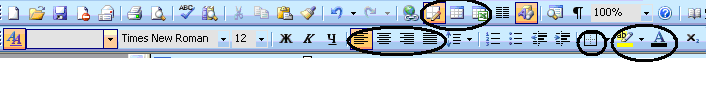 ¶ 100%
Times New Roman 12 Ж К Ч